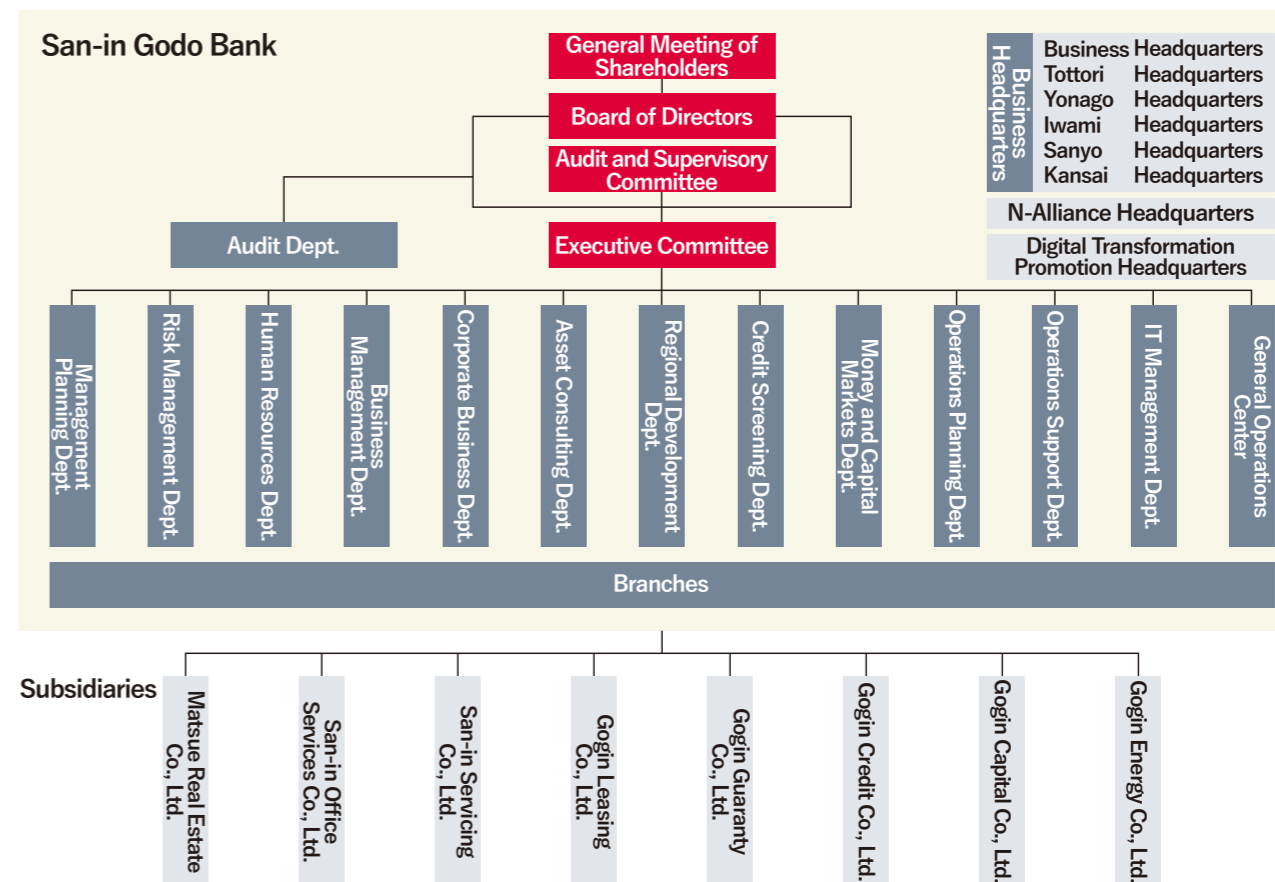 San-in Godo Bank
General Meeting of
Shareholders
Board of Directors
Audit and Supervisory
Committee
Audit Dept.
Executive Committee
Business
Headquarters
Business Headquarters
Tottori Headquarters
Yonago Headquarters
Iwami Headquarters
Sanyo Headquarters
Kansai Headquarters
N-Alliance Headquarters
Digital Transformation
Promotion Headquarters
Management
Planning Dept.
Risk Management Dept.
Human Resources Dept.
Business
Management Dept.
Corporate Business Dept.
Asset Consulting Dept.
Regional Development
Dept.
Credit Screening Dept.
Money and Capital
Markets Dept.
Operations Planning Dept.
Operations Support Dept.
IT Management Dept.
General Operations
Center
Branches
Subsidiaries
Matsue Real Estate
Co., Ltd.
San-in Office
Services Co., Ltd.
San-in Servicing
Co., Ltd.
Gogin Leasing
Co., Ltd.
Gogin Guaranty
Co., Ltd.
Gogin Credit Co., Ltd.
Gogin Capital Co., Ltd.
Gogin Energy Co., Ltd.